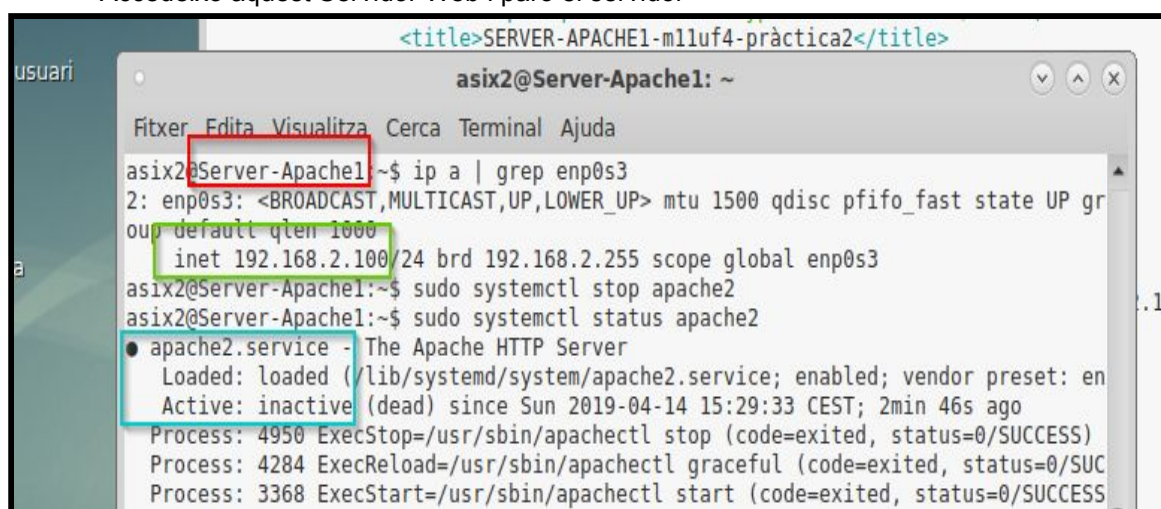 Accedeixo aquest Servidor Web i paro el servidor
<title>SERVER-APACHE1-m11uf4-pràctica2</title>
usuari
asix2@Server-Apache1: ~
Fitxer Edita Visualitza Cerca Terminal Ajuda
asix2@Server-Apache1:~$ ip a | grep enp0s3
2: enp0s3: <BROADCAST,MULTICAST,UP,LOWER_UP> mtu 1500 qdisc pfifo_fast state UP gr
oup default qlen 1000
inet 192.168.2.100/24 brd 192.168.2.255 scope global enp0s3
asix2@Server-Apache1:~$ sudo systemctl stop apache2
asix2@Server-Apache1:~$ sudo systemctl status apache2
● apache2.service - The Apache HTTP Server
Loaded: loaded (/lib/systemd/system/apache2.service; enabled; vendor preset: en
Active: inactive (dead) since Sun 2019-04-14 15:29:33 CEST; 2min 46s ago
Process: 4950 ExecStop=/usr/sbin/apachectl stop (code=exited, status=0/SUCCESS)
Process: 4284 ExecReload=/usr/sbin/apachectl graceful (code=exited, status=0/SUC
Process: 3368 ExecStart=/usr/sbin/apachectl start (code=exited, status=0/SUCCESS